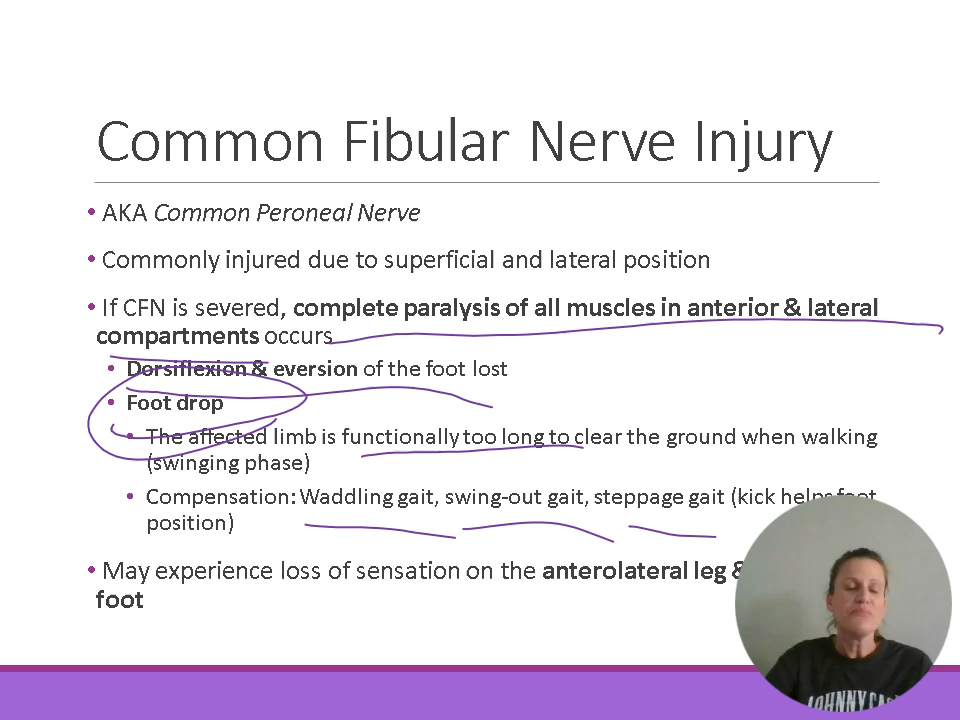 Common Fibular Nerve Injury
• AKA Common Peroneal Nerve
• Commonly injured due to superficial and lateral position
• If CFN is severed, complete paralysis of all muscles in anterior & lateral
compartments occurs
• Dorsiflexion & eversion of the foot lost
• Foot drop
• The affected limb is functionally too long to clear the ground when walking
(swinging phase)
• Compensation: Waddling gait, swing-out gait, steppage gait (kick helps foot
position)
• May experience loss of sensation on the anterolateral leg &
foot
JOHNNY